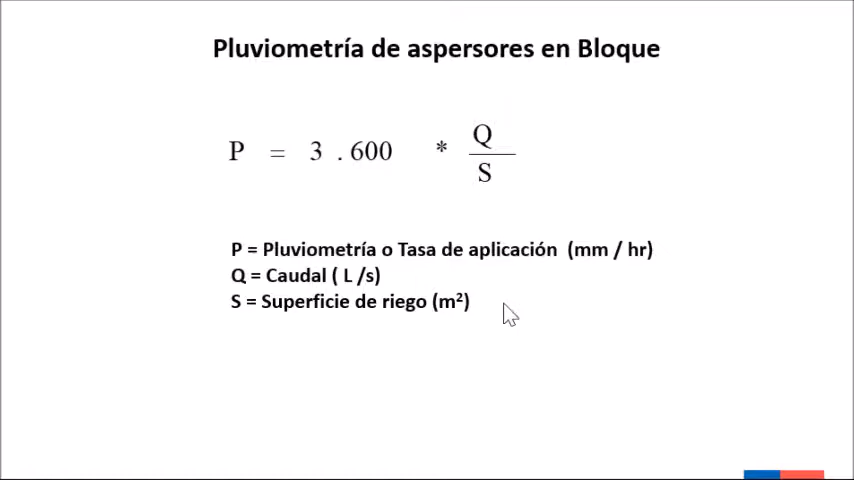 Pluviometría de aspersores en Bloque
P = 3 . 600 * Q
S
P = Pluviometría o Tasa de aplicación (mm / hr)
Q = Caudal ( L /s)
S = Superficie de riego (m²)